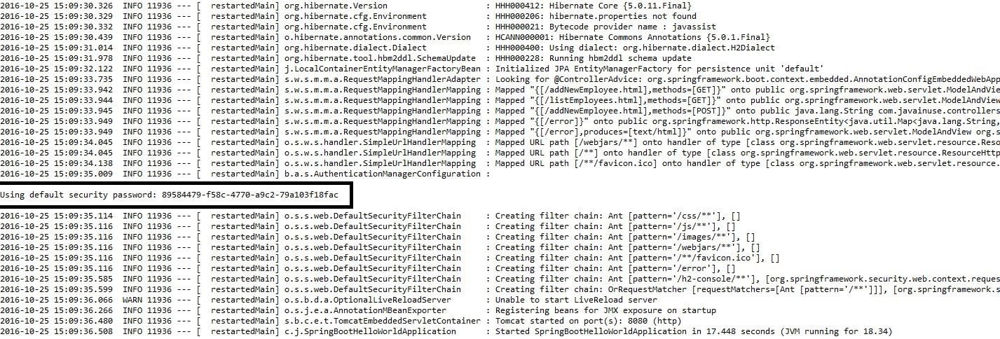 2016-10-25 15:09:30.326  INFO 11936 --- [  restartedMain] org.hibernate.Version                    : HHH000412: Hibernate Core {5.0.11.Final}
2016-10-25 15:09:30.329  INFO 11936 --- [  restartedMain] org.hibernate.cfg.Environment            : HHH000206: hibernate.properties not found
2016-10-25 15:09:30.332  INFO 11936 --- [  restartedMain] org.hibernate.cfg.Environment            : HHH000021: Bytecode provider name : javassist
2016-10-25 15:09:30.439  INFO 11936 --- [  restartedMain] o.hibernate.annotations.common.Version   : HCANN000001: Hibernate Commons Annotations {5.0.1.Final}
2016-10-25 15:09:31.014  INFO 11936 --- [  restartedMain] org.hibernate.dialect.Dialect            : HHH000400: Using dialect: org.hibernate.dialect.H2Dialect
2016-10-25 15:09:31.978  INFO 11936 --- [  restartedMain] org.hibernate.tool.hbm2ddl.SchemaUpdate  : HHH000228: Running hbm2ddl schema update
2016-10-25 15:09:32.122  INFO 11936 --- [  restartedMain] j.LocalContainerEntityManagerFactoryBean : Initialized JPA EntityManagerFactory for persistence unit 'default'
2016-10-25 15:09:33.735  INFO 11936 --- [  restartedMain] s.w.s.m.m.a.RequestMappingHandlerAdapter : Looking for @ControllerAdvice: org.springframework.boot.context.embedded.AnnotationConfigEmbeddedWebApp
2016-10-25 15:09:33.942  INFO 11936 --- [  restartedMain] s.w.s.m.m.a.RequestMappingHandlerMapping : Mapped "{[/addNewEmployee.html],methods=[GET]}" onto public org.springframework.web.servlet.ModelAndVie
2016-10-25 15:09:33.944  INFO 11936 --- [  restartedMain] s.w.s.m.m.a.RequestMappingHandlerMapping : Mapped "{[/listEmployees.html],methods=[GET]}" onto public org.springframework.web.servlet.ModelAndView
2016-10-25 15:09:33.945  INFO 11936 --- [  restartedMain] s.w.s.m.m.a.RequestMappingHandlerMapping : Mapped "{[/addNewEmployee.html],methods=[POST]}" onto public java.lang.String com.javainuse.controllers
2016-10-25 15:09:33.949  INFO 11936 --- [  restartedMain] s.w.s.m.m.a.RequestMappingHandlerMapping : Mapped "{[/error]}" onto public org.springframework.http.ResponseEntity<java.util.Map<java.lang.String,
2016-10-25 15:09:33.949  INFO 11936 --- [  restartedMain] s.w.s.m.m.a.RequestMappingHandlerMapping : Mapped "{[/error],produces=[text/html]}" onto public org.springframework.web.servlet.ModelAndView org.s
2016-10-25 15:09:34.045  INFO 11936 --- [  restartedMain] o.s.w.s.handler.SimpleUrlHandlerMapping  : Mapped URL path [/webjars/**] onto handler of type [class org.springframework.web.servlet.resource.Reso
2016-10-25 15:09:34.045  INFO 11936 --- [  restartedMain] o.s.w.s.handler.SimpleUrlHandlerMapping  : Mapped URL path [/**] onto handler of type [class org.springframework.web.servlet.resource.ResourceHttp
2016-10-25 15:09:34.138  INFO 11936 --- [  restartedMain] o.s.w.s.handler.SimpleUrlHandlerMapping  : Mapped URL path [/**/favicon.ico] onto handler of type [class org.springframework.web.servlet.resource.
2016-10-25 15:09:35.009  INFO 11936 --- [  restartedMain] b.a.s.AuthenticationManagerConfiguration :
Using default security password: 89584479-f58c-4770-a9c2-79a103f18fac
2016-10-25 15:09:35.114  INFO 11936 --- [  restartedMain] o.s.s.web.DefaultSecurityFilterChain     : Creating filter chain: Ant [pattern='/css/**'], []
2016-10-25 15:09:35.116  INFO 11936 --- [  restartedMain] o.s.s.web.DefaultSecurityFilterChain     : Creating filter chain: Ant [pattern='/js/**'], []
2016-10-25 15:09:35.116  INFO 11936 --- [  restartedMain] o.s.s.web.DefaultSecurityFilterChain     : Creating filter chain: Ant [pattern='/images/**'], []
2016-10-25 15:09:35.116  INFO 11936 --- [  restartedMain] o.s.s.web.DefaultSecurityFilterChain     : Creating filter chain: Ant [pattern='/webjars/**'], []
2016-10-25 15:09:35.116  INFO 11936 --- [  restartedMain] o.s.s.web.DefaultSecurityFilterChain     : Creating filter chain: Ant [pattern='/**/favicon.ico'], []
2016-10-25 15:09:35.116  INFO 11936 --- [  restartedMain] o.s.s.web.DefaultSecurityFilterChain     : Creating filter chain: Ant [pattern='/error'], []
2016-10-25 15:09:35.585  INFO 11936 --- [  restartedMain] o.s.s.web.DefaultSecurityFilterChain     : Creating filter chain: Ant [pattern='/h2-console/**'], [org.springframework.security.web.context.reques
2016-10-25 15:09:35.599  INFO 11936 --- [  restartedMain] o.s.s.web.DefaultSecurityFilterChain     : Creating filter chain: OrRequestMatcher [requestMatchers=[Ant [pattern='/**']]], [org.springframework.s
2016-10-25 15:09:36.066  WARN 11936 --- [  restartedMain] o.s.b.d.a.OptionalLiveReloadServer       : Unable to start LiveReload server
2016-10-25 15:09:36.266  INFO 11936 --- [  restartedMain] o.s.j.e.a.AnnotationMBeanExporter        : Registering beans for JMX exposure on startup
2016-10-25 15:09:36.480  INFO 11936 --- [  restartedMain] s.b.c.e.t.TomcatEmbeddedServletContainer : Tomcat started on port(s): 8080 (http)
2016-10-25 15:09:36.508  INFO 11936 --- [  restartedMain] c.j.SpringBootHelloWorldApplication      : Started SpringBootHelloWorldApplication in 17.448 seconds (JVM running for 18.34)